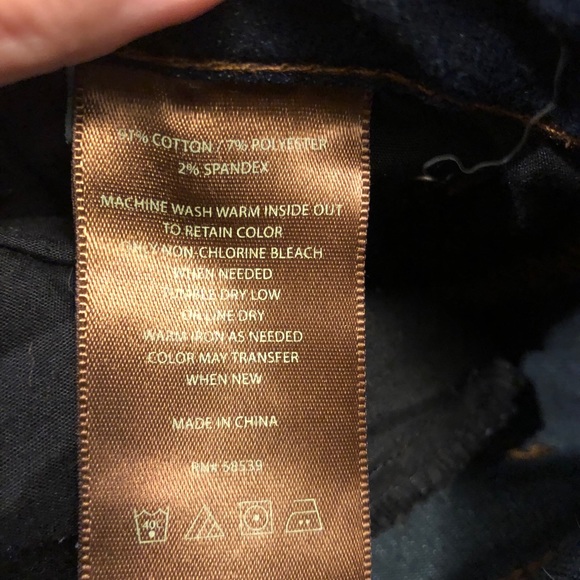 91% COTTON / 7% POLYESTER
2% SPANDEX
MACHINE WASH WARM INSIDE OUT
TO RETAIN COLOR
ONLY NON-CHLORINE BLEACH
WHEN NEEDED
TUMBLE DRY LOW
OR LINE DRY
WARM IRON AS NEEDED
COLOR MAY TRANSFER
WHEN NEW
MADE IN CHINA
RN# 58539
40C